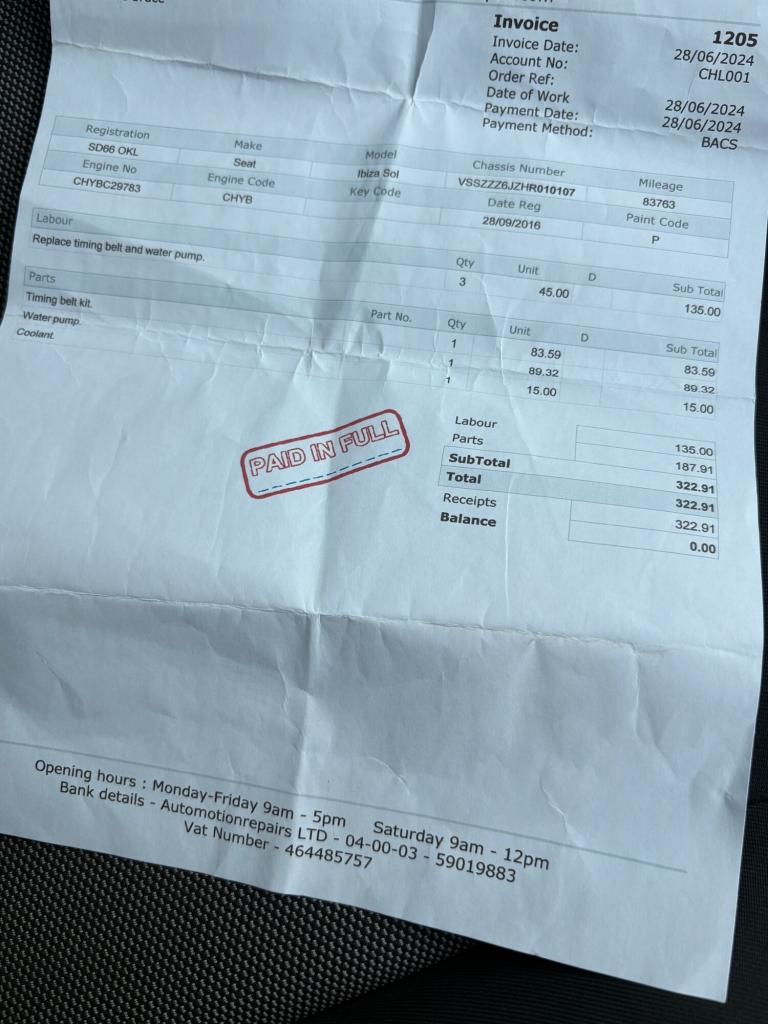 Invoice 1205
Invoice Date: 28/06/2024
Account No: CHL001
Order Ref:
Date of Work 28/06/2024
Payment Date: 28/06/2024
Payment Method: BACS
Registration Make Model Chassis Number Mileage
SD66 OKL Seat Ibiza Sol VSSZZZ6JZHR010107 83763
Engine No Engine Code Key Code Date Reg Paint Code
CHYBC29783 CHYB 28/09/2016 P
Labour Qty Unit D Sub Total
Replace timing belt and water pump. 3 45.00 135.00
Parts Part No. Qty Unit D Sub Total
Timing belt kit. 1 83.59 83.59
Water pump. 1 89.32 89.32
Coolant. 1 15.00 15.00
PAID IN FULL
Labour 135.00
Parts 187.91
SubTotal 322.91
Total 322.91
Receipts 322.91
Balance 0.00
Opening hours : Monday-Friday 9am - 5pm Saturday 9am - 12pm
Bank details - Automotionrepairs LTD - 04-00-03 - 59019883
Vat Number - 464485757